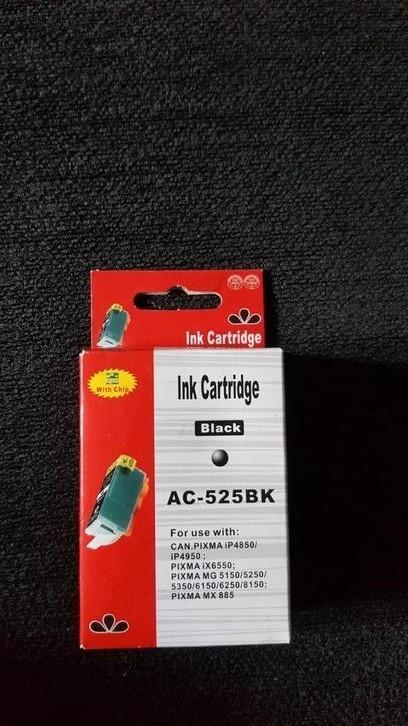 Ink Cartridge
With Chip
Ink Cartridge
Black
AC-525BK
For use with:
CAN.PIXMA iP4850/
iP4950 ;
PIXMA iX6550;
PIXMA MG 5150/5250/
5350/6150/6250/8150;
PIXMA MX 885